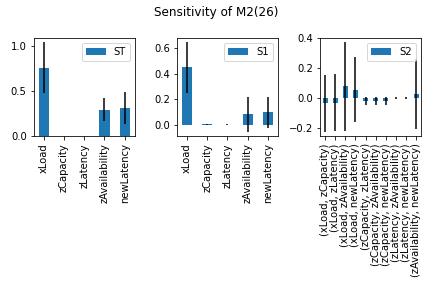 Sensitivity of M2(26)
ST
1.0
0.5
0.0
xLoad
zCapacity
zLatency
zAvailability
newLatency
S1
0.6
0.4
0.2
0.0
xLoad
zCapacity
zLatency
zAvailability
newLatency
S2
0.4
0.2
0.0
−0.2
(xLoad, zCapacity)
(xLoad, zLatency)
(xLoad, zAvailability)
(xLoad, newLatency)
(zCapacity, zLatency)
(zCapacity, zAvailability)
(zCapacity, newLatency)
(zLatency, zAvailability)
(zLatency, newLatency)
(zAvailability, newLatency)